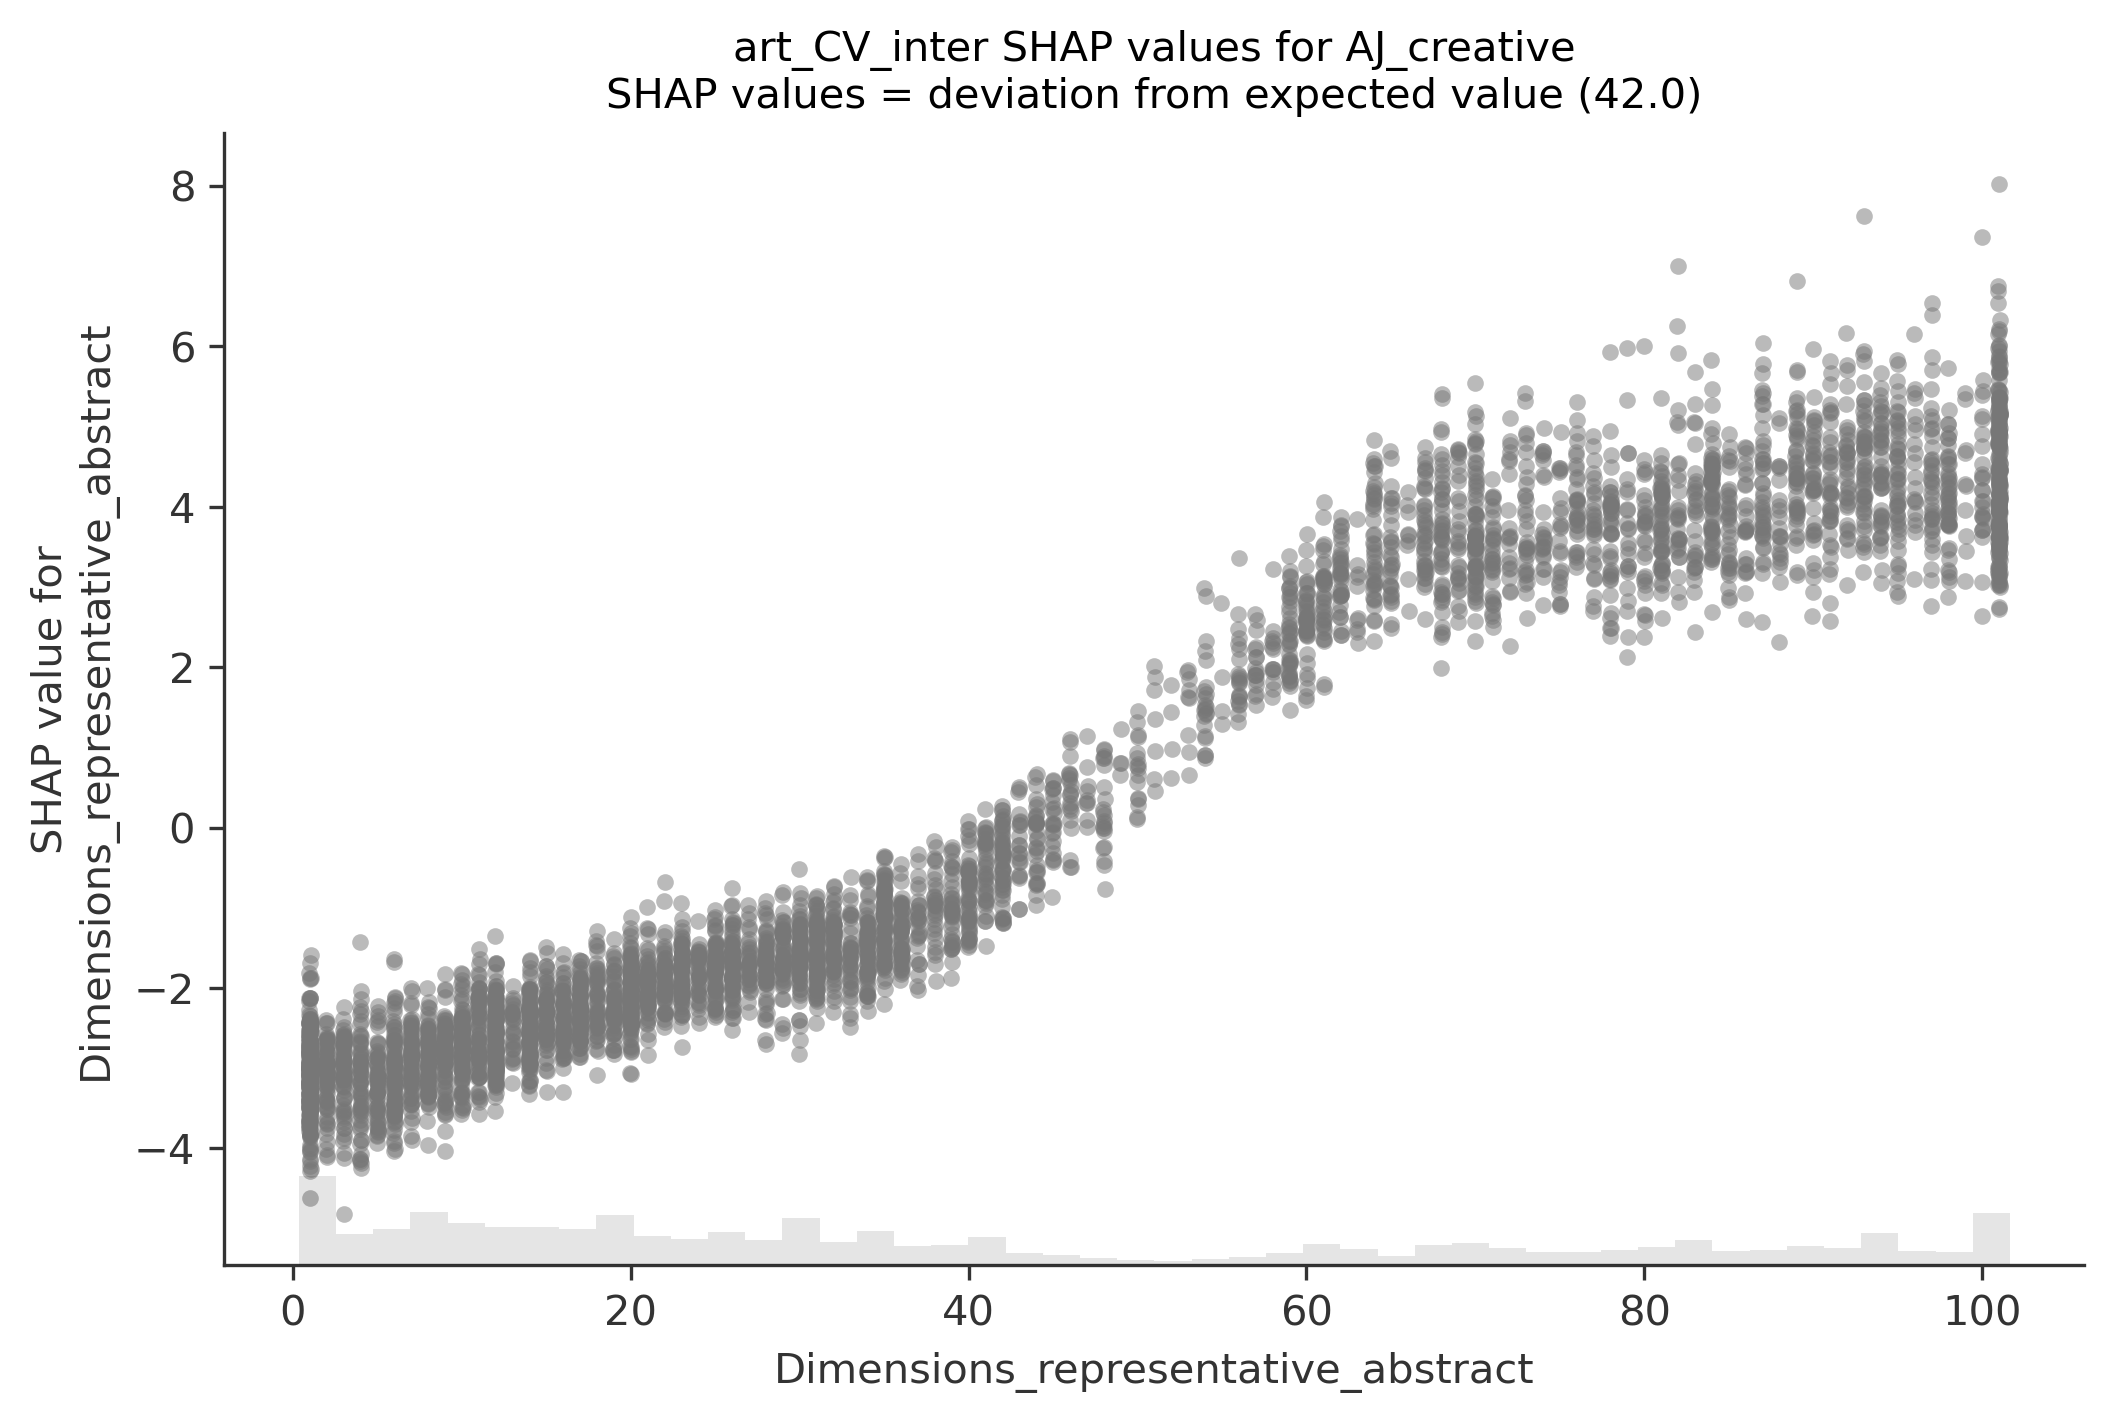 art_CV_inter SHAP values for AJ_creative
SHAP values = deviation from expected value (42.0)
SHAP value for
Dimensions_representative_abstract
8
6
4
2
0
−2
−4
0
20
40
60
80
100
Dimensions_representative_abstract